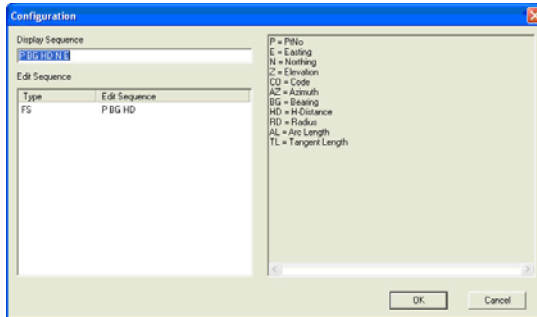 Configuration
Display Sequence
P BG HD N E
Edit Sequence
Type Edit Sequence
FS P BG HD
P = PtNo
E = Easting
N = Northing
Z = Elevation
CO = Code
AZ = Azimuth
BG = Bearing
HD = H-Distance
RD = Radius
AL = Arc Length
TL = Tangent Length
OK Cancel